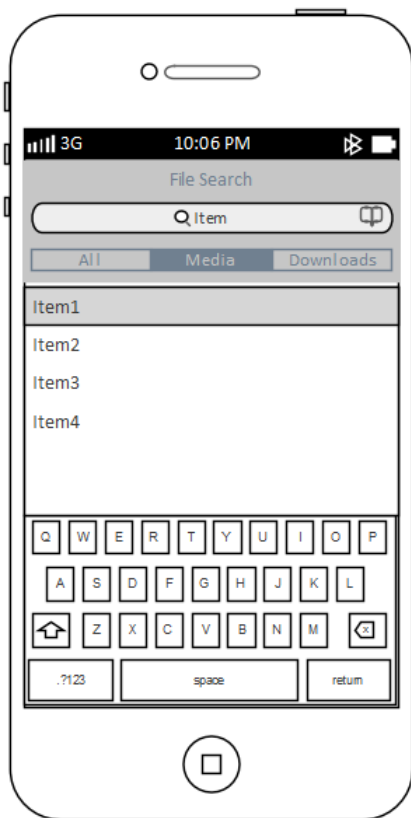 3G 10:06 PM
File Search
Item
All Media Downloads
Item1
Item2
Item3
Item4
Q W E R T Y U I O P
A S D F G H J K L
Z X C V B N M x
.?123 space return